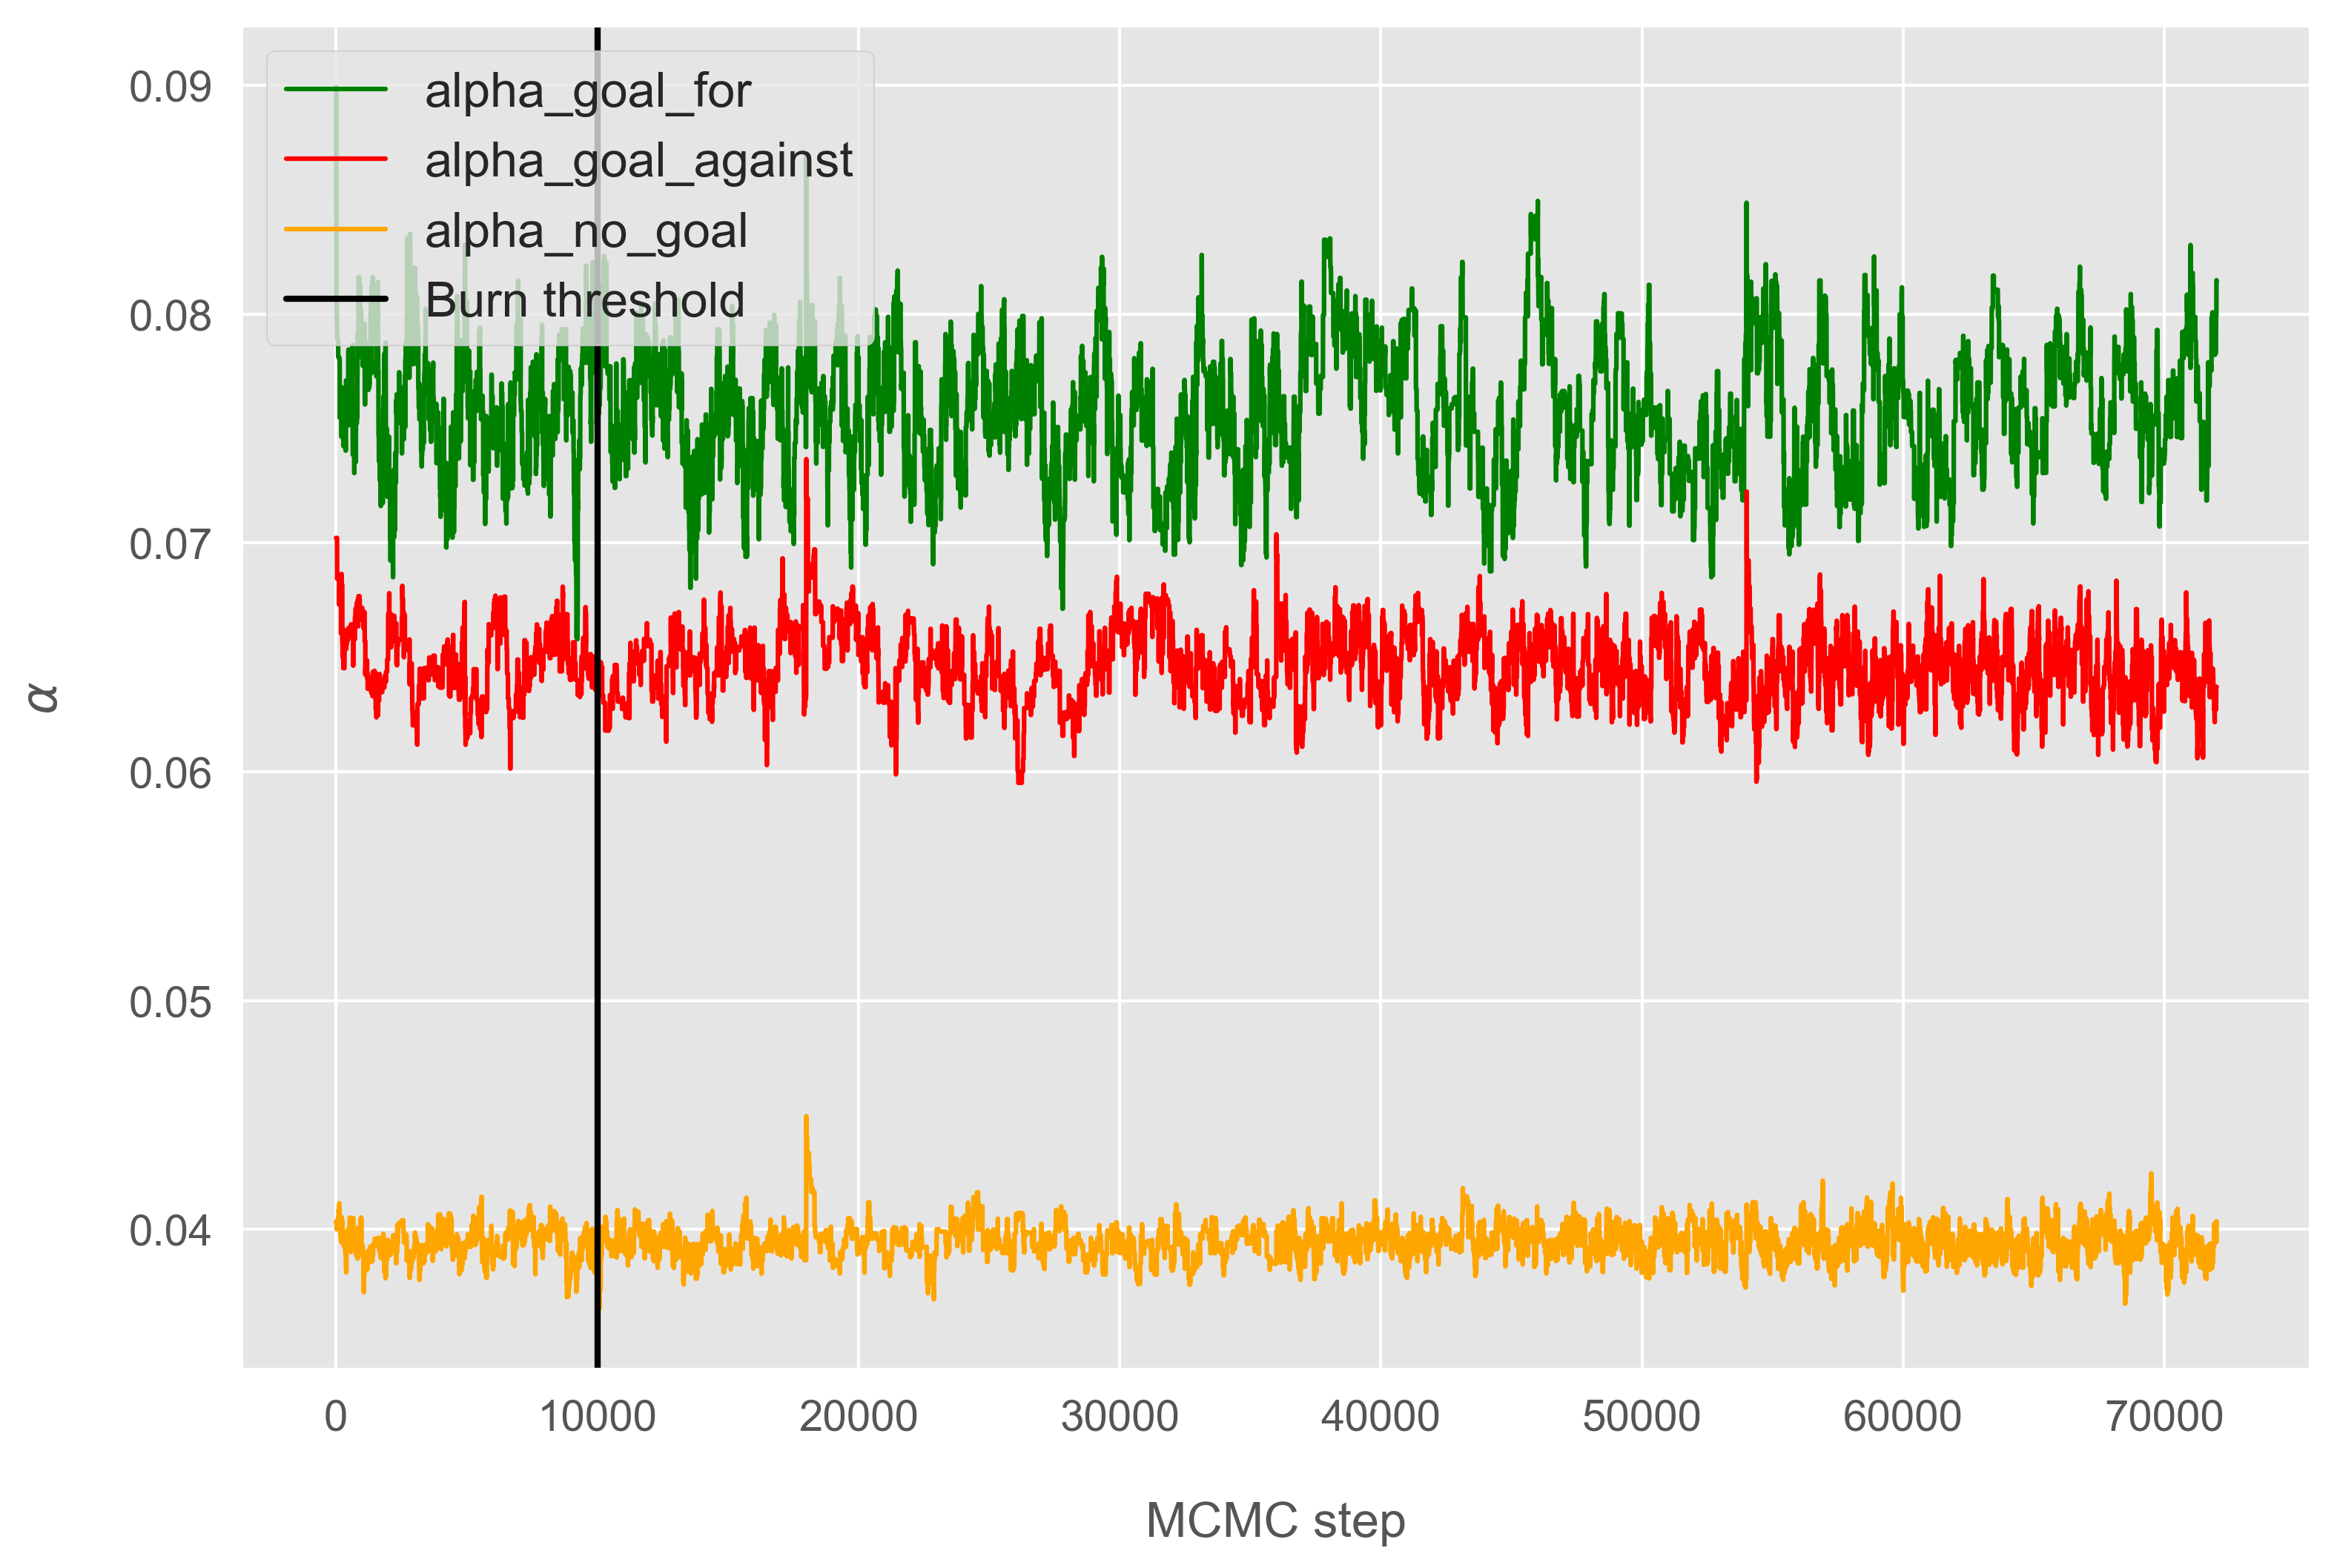 alpha_goal_for
alpha_goal_against
alpha_no_goal
Burn threshold
0.09
0.08
0.07
0.06
0.05
0.04
α
0 10000 20000 30000 40000 50000 60000 70000
MCMC step